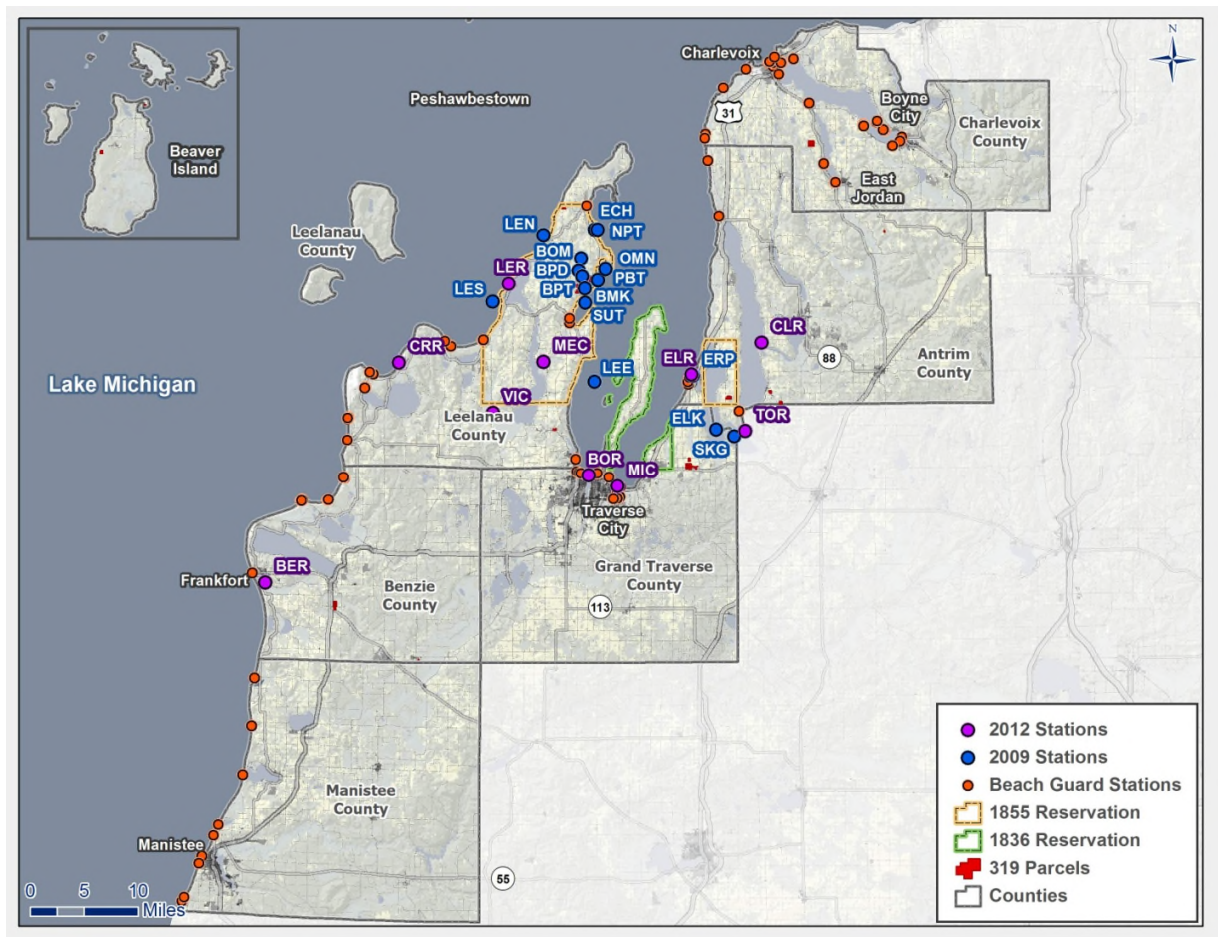 N
Charlevoix
Peshawbestown
31
Boyne
City
Charlevoix
County
Beaver
Island
East
Jordan
Leelanau
County
ECH
LEN
NPT
BOM
OMN
LER
BPD
PBT
LES
BPT
BMK
SUT
CLR
CRR
MEC
ELR
ERP
88
Antrim
County
LEE
Lake Michigan
VIC
Leelanau
County
ELK
TOR
SKG
BOR
MIC
Traverse
City
BER
Frankfort
Grand Traverse
County
Benzie
County
113
Manistee
County
Manistee
55
0 5 10
Miles
2012 Stations
2009 Stations
Beach Guard Stations
1855 Reservation
1836 Reservation
319 Parcels
Counties